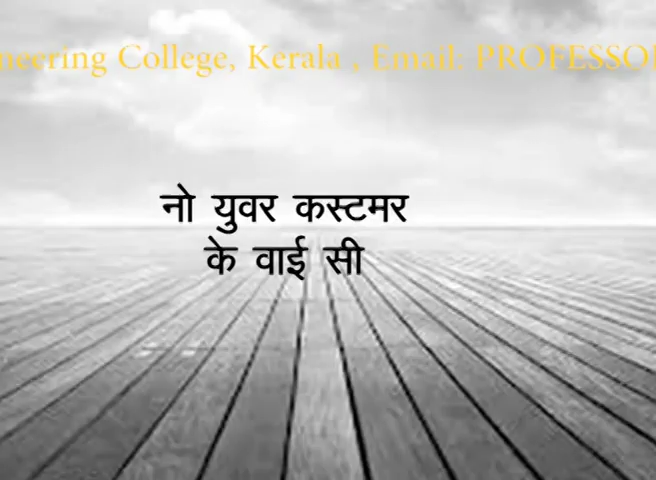 neering College, Kerala , Email: PROFESSO
नो युवर कस्टमर
के वाई सी